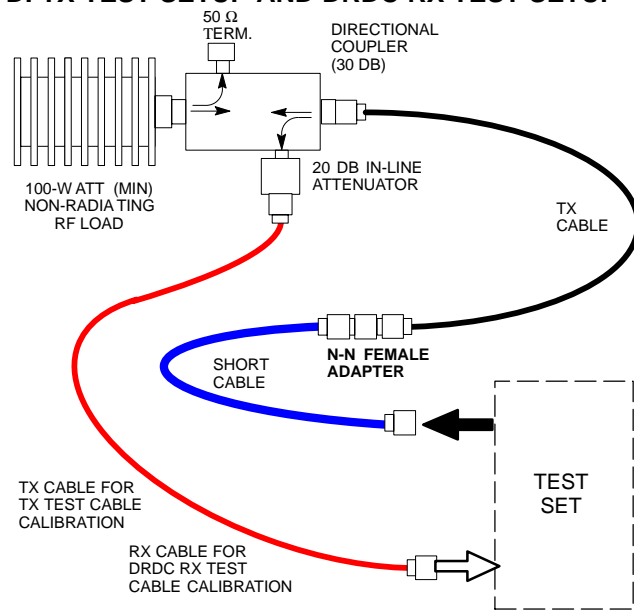 50 Ω
TERM.
DIRECTIONAL
COUPLER
(30 DB)
20 DB IN-LINE
ATTENUATOR
100-W ATT (MIN)
NON-RADIA TING
RF LOAD
TX
CABLE
N-N FEMALE
ADAPTER
SHORT
CABLE
TEST
SET
TX CABLE FOR
TX TEST CABLE
CALIBRATION
RX CABLE FOR
DRDC RX TEST
CABLE CALIBRATION